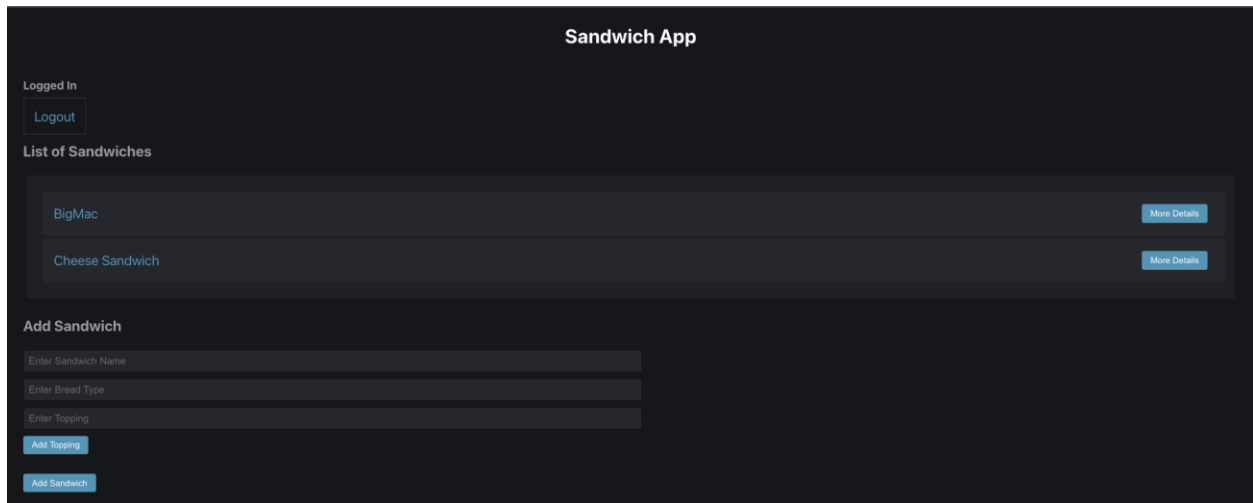 Sandwich App
Logged In
Logout
List of Sandwiches
BigMac More Details
Cheese Sandwich More Details
Add Sandwich
Enter Sandwich Name
Enter Bread Type
Enter Topping
Add Topping
Add Sandwich